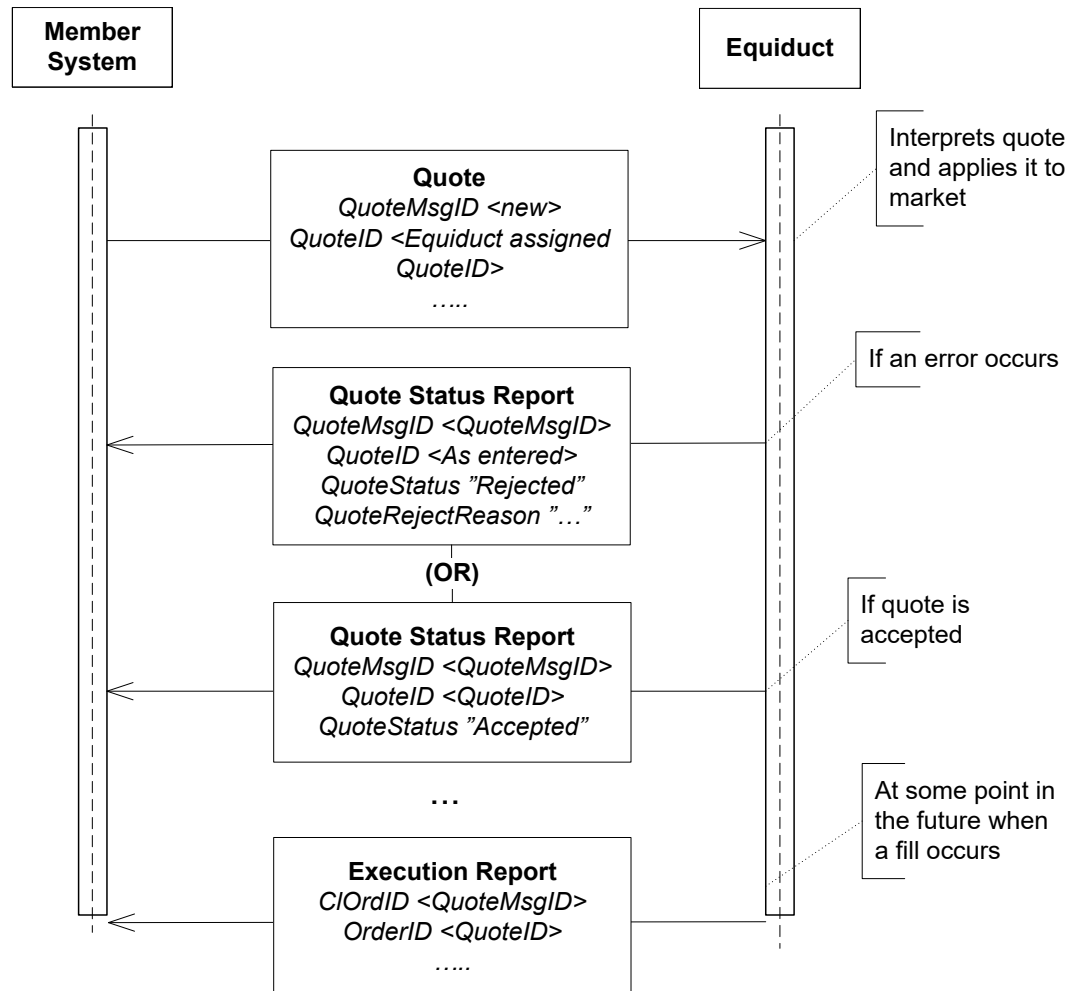 Member
System
Equiduct
Interprets quote
and applies it to
market
Quote
QuoteMsgID <new>
QuoteID <Equiduct assigned
QuoteID>
…..
If an error occurs
Quote Status Report
QuoteMsgID <QuoteMsgID>
QuoteID <As entered>
QuoteStatus ”Rejected”
QuoteRejectReason ”…”
(OR)
If quote is
accepted
Quote Status Report
QuoteMsgID <QuoteMsgID>
QuoteID <QuoteID>
QuoteStatus ”Accepted”
…
At some point in
the future when
a fill occurs
Execution Report
ClOrdID <QuoteMsgID>
OrderID <QuoteID>
…..